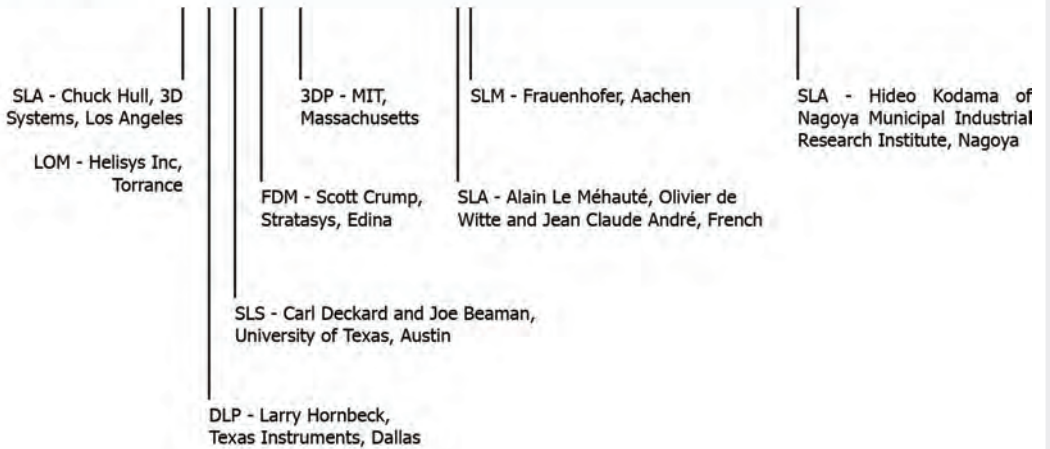 SLA - Chuck Hull, 3D
Systems, Los Angeles
LOM - Helisys Inc,
Torrance
3DP - MIT,
Massachusetts
SLM - Frauenhofer, Aachen
SLA - Hideo Kodama of
Nagoya Municipal Industrial
Research Institute, Nagoya
FDM - Scott Crump,
Stratasys, Edina
SLA - Alain Le Méhauté, Olivier de
Witte and Jean Claude André, French
SLS - Carl Deckard and Joe Beaman,
University of Texas, Austin
DLP - Larry Hornbeck,
Texas Instruments, Dallas